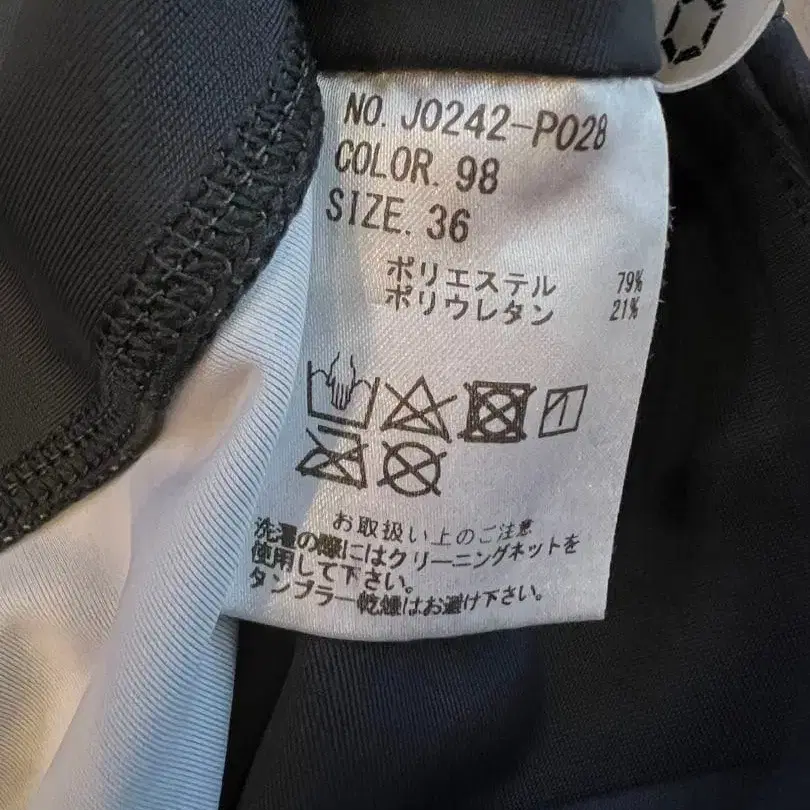 NO. J0242-P028
COLOR. 98
SIZE. 36
ポリエステル 79%
ポリウレタン 21%
お取扱い上のご注意
洗濯の際にはクリーニングネットを
使用して下さい。
タンブラー乾燥はお避け下さい。